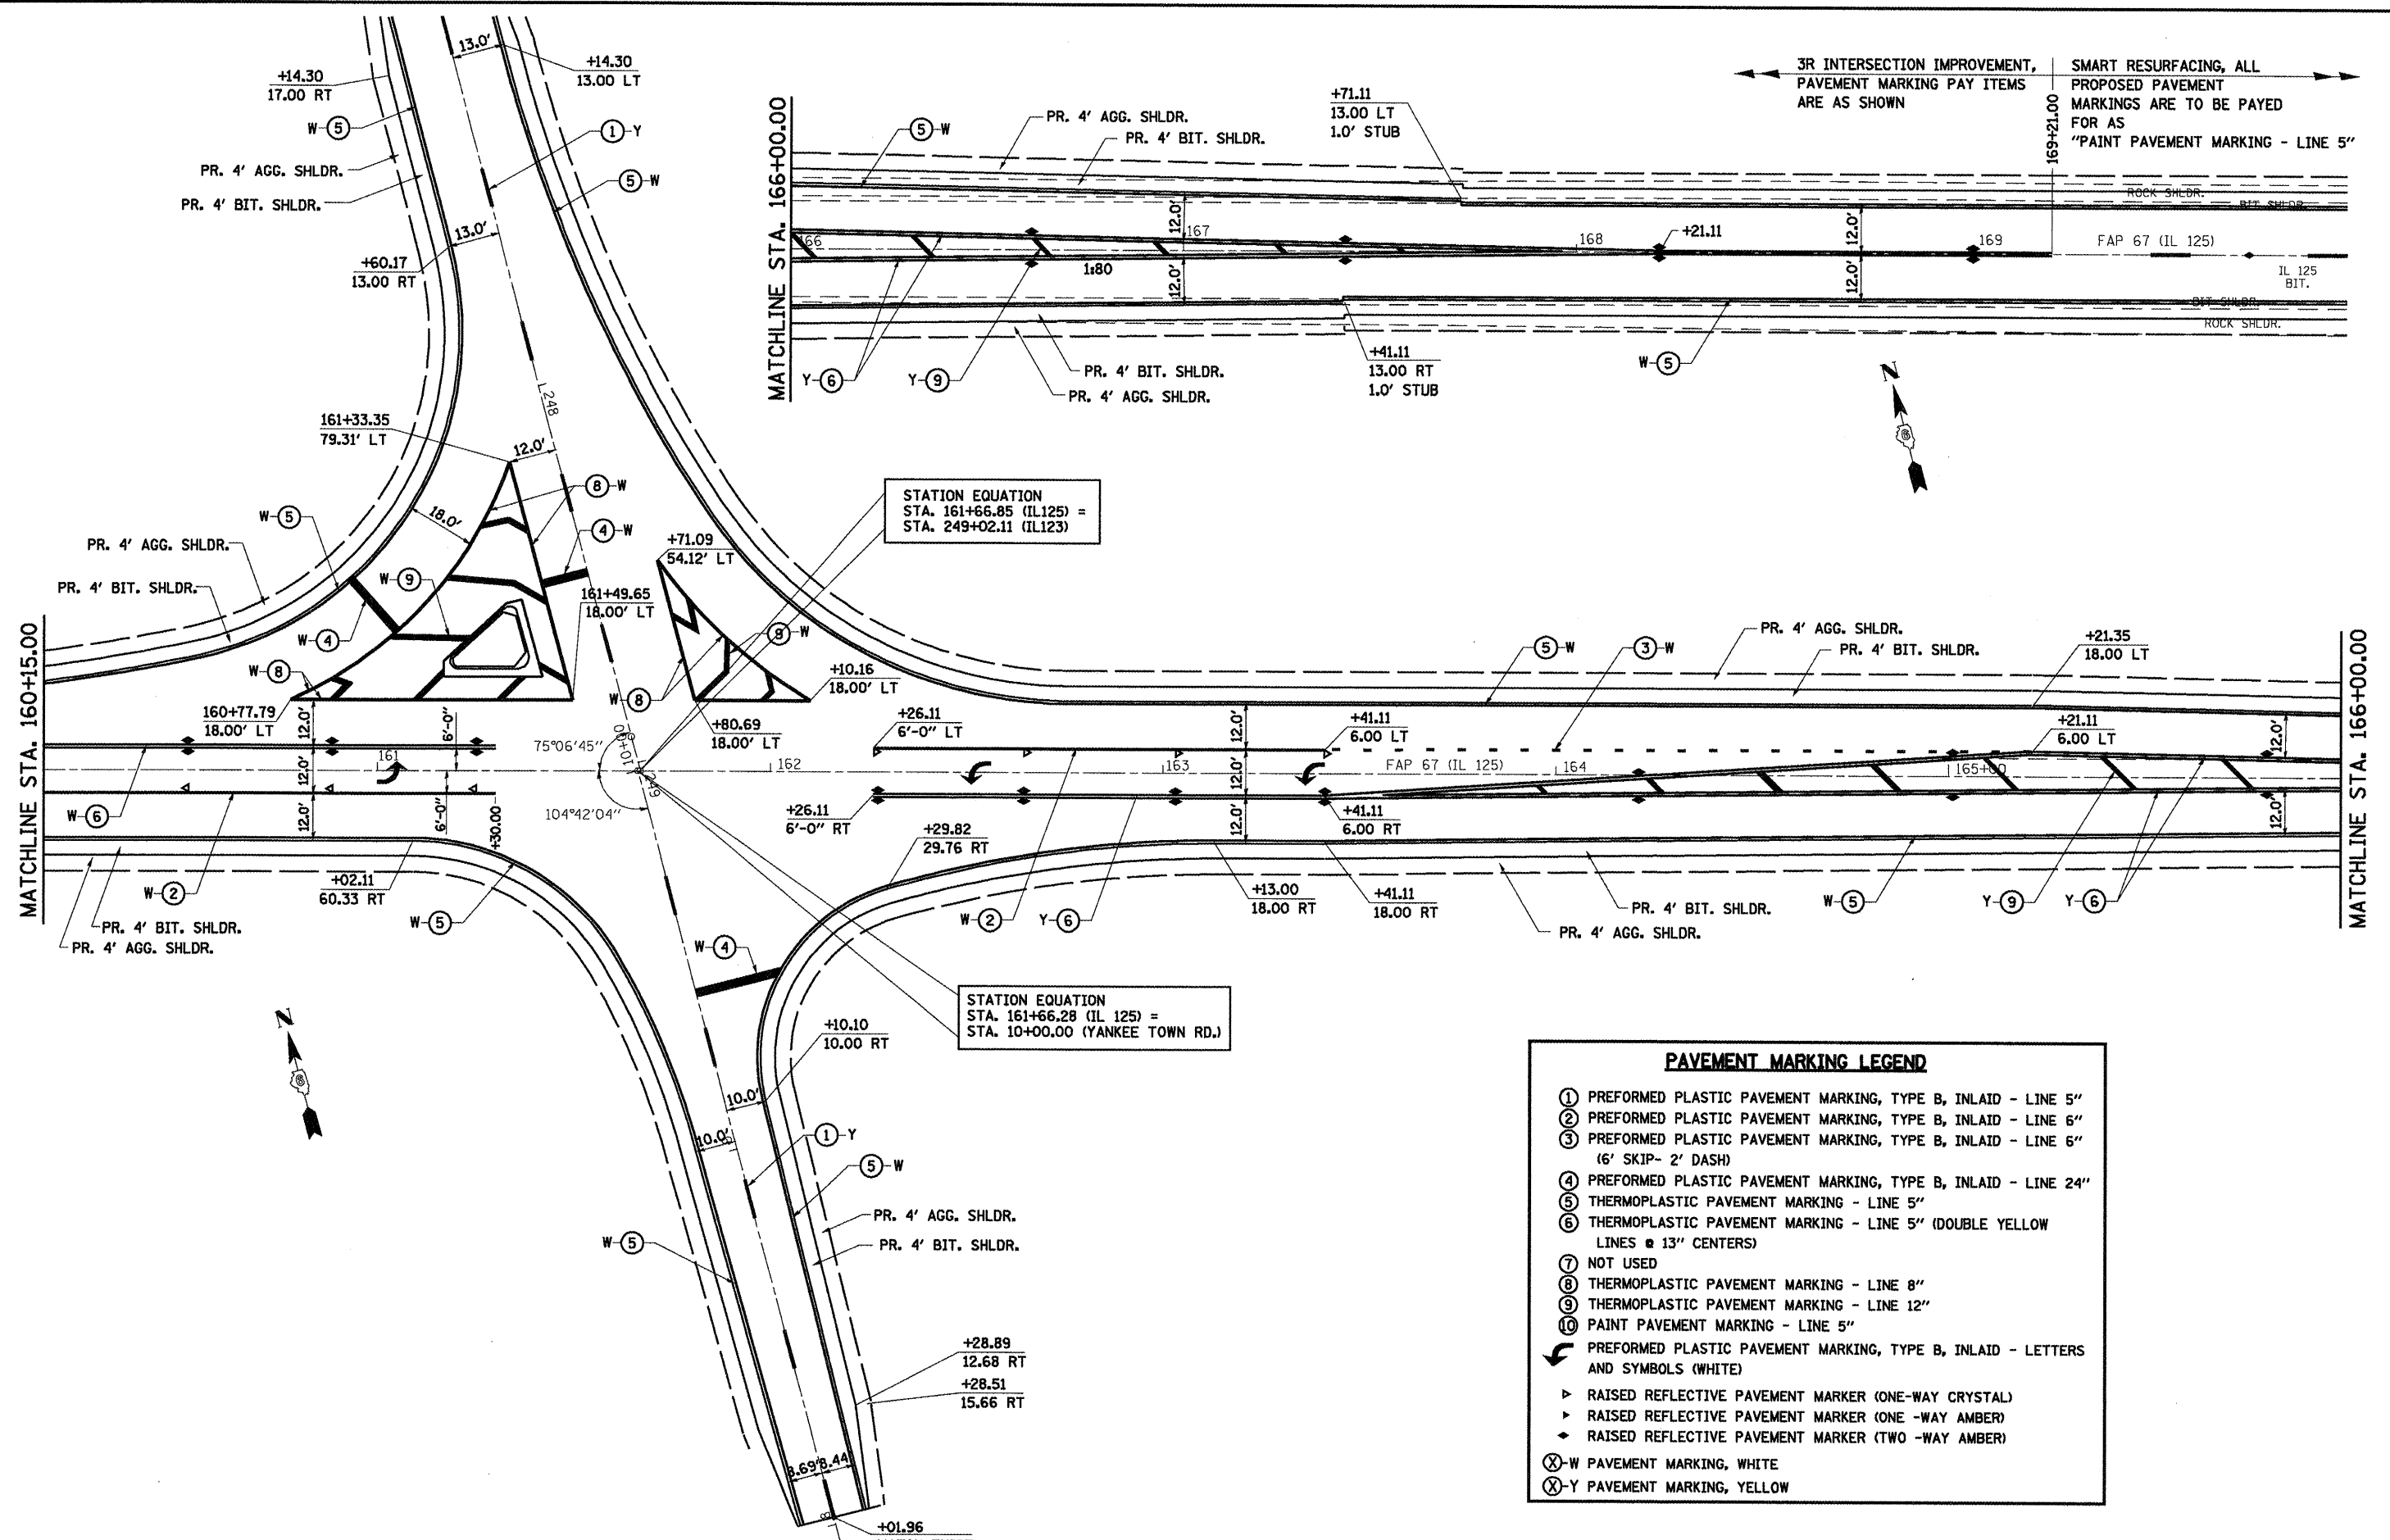 13.0'
+14.30
17.00 RT
+14.30
13.00 LT
W-5
1-Y
PR. 4' AGG. SHLDR.
PR. 4' BIT. SHLDR.
5-W
13.0'
+60.17
13.00 RT
248
161+33.35
79.31' LT
12.0'
MATCHLINE STA. 166+00.00
5-W
PR. 4' AGG. SHLDR.
PR. 4' BIT. SHLDR.
+71.11
13.00 LT
1.0' STUB
3R INTERSECTION IMPROVEMENT,
PAVEMENT MARKING PAY ITEMS
ARE AS SHOWN
SMART RESURFACING, ALL
PROPOSED PAVEMENT
MARKINGS ARE TO BE PAYED
FOR AS
"PAINT PAVEMENT MARKING - LINE 5"
169+21.00
ROCK SHLDR.
BIT SHLDR.
12.0'
12.0'
166
167
168
+21.11
169
FAP 67 (IL 125)
1:80
12.0'
12.0'
IL 125
BIT.
BIT SHLDR.
ROCK SHLDR.
Y-6
Y-9
PR. 4' BIT. SHLDR.
PR. 4' AGG. SHLDR.
+41.11
13.00 RT
1.0' STUB
W-5
N
6
STATION EQUATION
STA. 161+66.85 (IL125) =
STA. 249+02.11 (IL123)
8-W
4-W
W-5
18.0'
PR. 4' AGG. SHLDR.
PR. 4' BIT. SHLDR.
W-9
W-4
W-8
161+49.65
18.00' LT
+71.09
54.12' LT
9-W
W-8
+10.16
18.00' LT
+80.69
18.00' LT
MATCHLINE STA. 160+15.00
160+77.79
18.00' LT
12.0'
6'-0"
12.0'
12.0'
6'-0"
161
75°06'45"
10+00
249
104°42'04"
+30.00
W-6
W-2
+02.11
60.33 RT
W-5
PR. 4' BIT. SHLDR.
PR. 4' AGG. SHLDR.
162
+26.11
6'-0" LT
+26.11
6'-0" RT
163
12.0'
12.0'
12.0'
+41.11
6.00 LT
+41.11
6.00 RT
5-W
3-W
PR. 4' AGG. SHLDR.
PR. 4' BIT. SHLDR.
+21.35
18.00 LT
+21.11
6.00 LT
12.0'
12.0'
FAP 67 (IL 125)
164
165+00
MATCHLINE STA. 166+00.00
+29.82
29.76 RT
W-2
Y-6
+13.00
18.00 RT
+41.11
18.00 RT
PR. 4' BIT. SHLDR.
PR. 4' AGG. SHLDR.
W-5
Y-9
Y-6
W-4
STATION EQUATION
STA. 161+66.28 (IL 125) =
STA. 10+00.00 (YANKEE TOWN RD.)
N
6
+10.10
10.00 RT
10.0'
10.0'
9
1-Y
5-W
PR. 4' AGG. SHLDR.
PR. 4' BIT. SHLDR.
W-5
+28.89
12.68 RT
+28.51
15.66 RT
8.69'
8.44'
8
+01.96
PAVEMENT MARKING LEGEND
1 PREFORMED PLASTIC PAVEMENT MARKING, TYPE B, INLAID - LINE 5"
2 PREFORMED PLASTIC PAVEMENT MARKING, TYPE B, INLAID - LINE 6"
3 PREFORMED PLASTIC PAVEMENT MARKING, TYPE B, INLAID - LINE 6"
(6' SKIP- 2' DASH)
4 PREFORMED PLASTIC PAVEMENT MARKING, TYPE B, INLAID - LINE 24"
5 THERMOPLASTIC PAVEMENT MARKING - LINE 5"
6 THERMOPLASTIC PAVEMENT MARKING - LINE 5" (DOUBLE YELLOW
LINES @ 13" CENTERS)
7 NOT USED
8 THERMOPLASTIC PAVEMENT MARKING - LINE 8"
9 THERMOPLASTIC PAVEMENT MARKING - LINE 12"
10 PAINT PAVEMENT MARKING - LINE 5"
PREFORMED PLASTIC PAVEMENT MARKING, TYPE B, INLAID - LETTERS
AND SYMBOLS (WHITE)
RAISED REFLECTIVE PAVEMENT MARKER (ONE-WAY CRYSTAL)
RAISED REFLECTIVE PAVEMENT MARKER (ONE -WAY AMBER)
RAISED REFLECTIVE PAVEMENT MARKER (TWO -WAY AMBER)
X-W PAVEMENT MARKING, WHITE
X-Y PAVEMENT MARKING, YELLOW